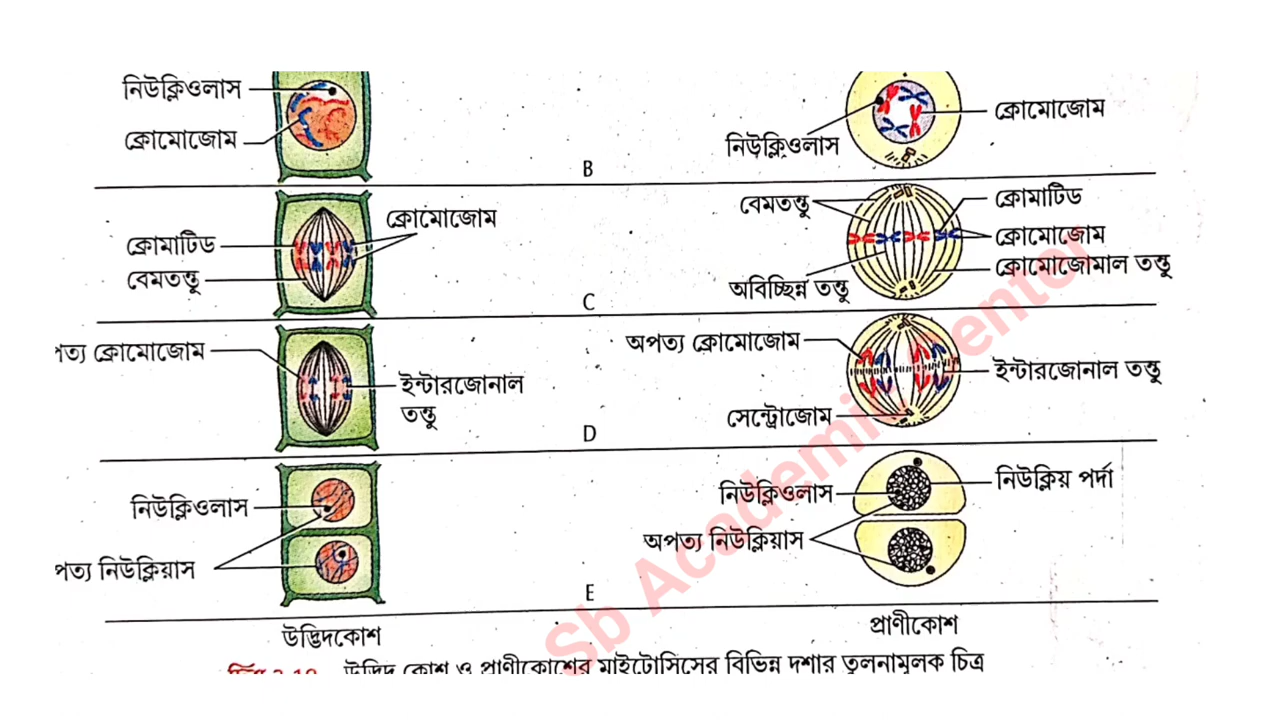 নিউক্লিওলাস
ক্রোমোজোম
ক্রোমোজোম
নিউক্লিওলাস
B
ক্রোমাটিড
বেমতন্তু
ক্রোমোজোম
বেমতন্তু
অবিচ্ছিন্ন তন্তু
ক্রোমাটিড
ক্রোমোজোম
ক্রোমোজোমাল তন্তু
C
ক্রোমোজোম
ইন্টারজোনাল
তন্তু
অপত্য ক্রোমোজোম
সেন্ট্রোজোম
ইন্টারজোনাল তন্তু
D
নিউক্লিওলাস
নিউক্লিয়াস
নিউক্লিওলাস
অপত্য নিউক্লিয়াস
নিউক্লিয় পর্দা
E
উদ্ভিদকোশ
প্রাণীকোশ
উদ্ভিদ কোশ ও প্রাণীকোশের মাইটোসিসের বিভিন্ন দশার তুলনামূলক চিত্র
Sb Academic Center